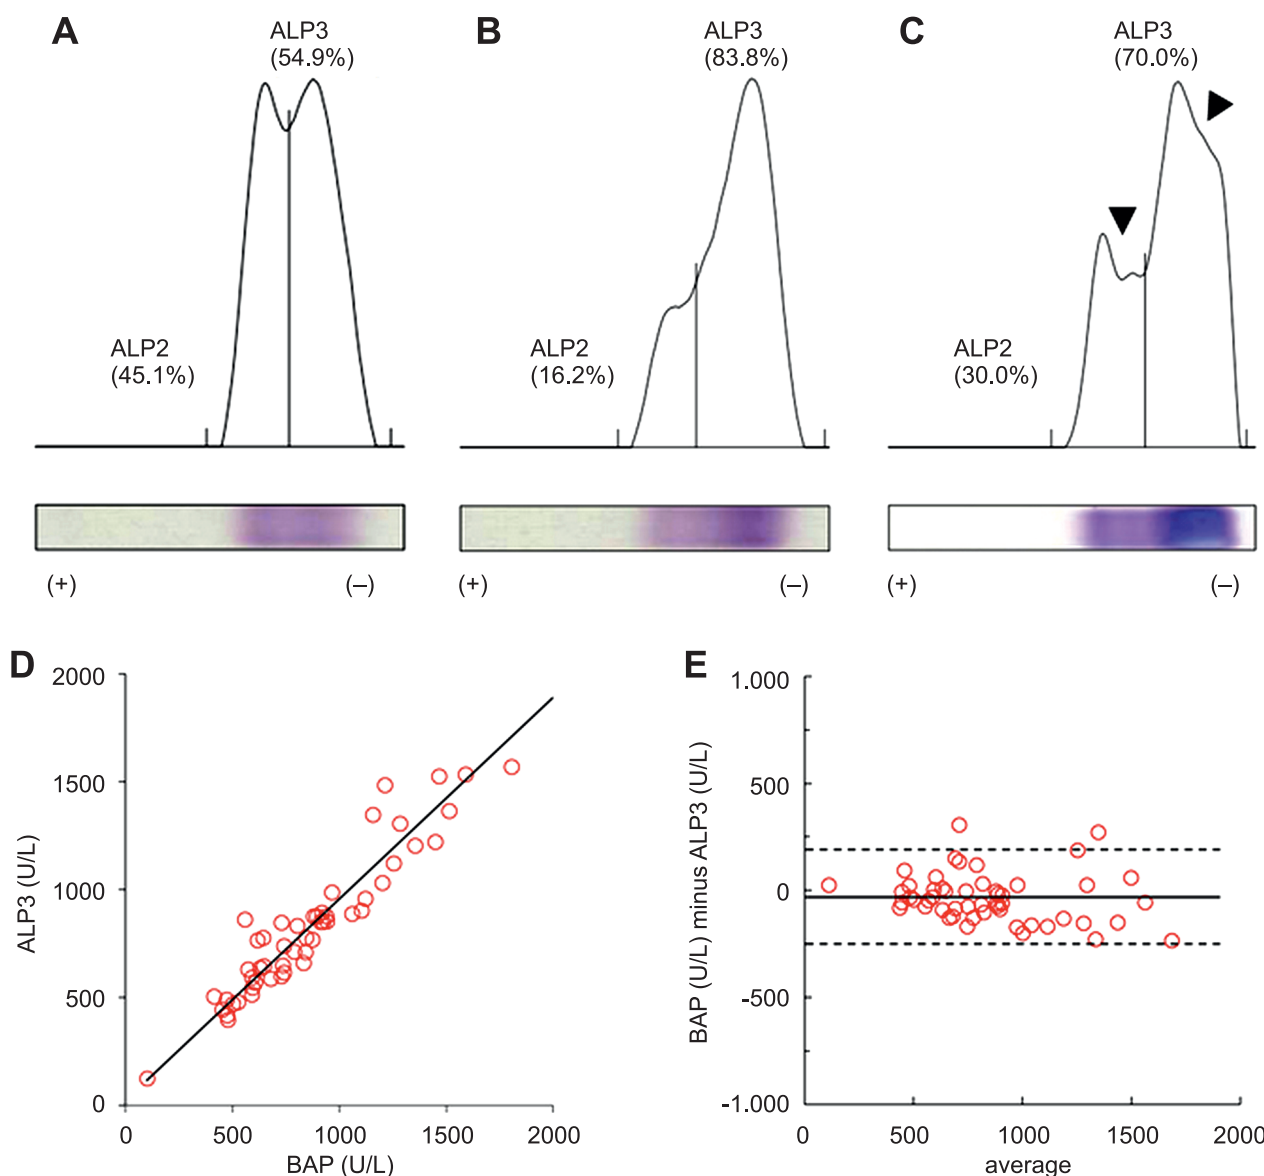 A
ALP3
(54.9%)
ALP2
(45.1%)
(+)
(–)
B
ALP3
(83.8%)
ALP2
(16.2%)
(+)
(–)
C
ALP3
(70.0%)
ALP2
(30.0%)
(+)
(–)
D
2000
1500
1000
500
0
ALP3 (U/L)
0 500 1000 1500 2000
BAP (U/L)
E
1.000
500
0
-500
-1.000
BAP (U/L) minus ALP3 (U/L)
0 500 1000 1500 2000
average